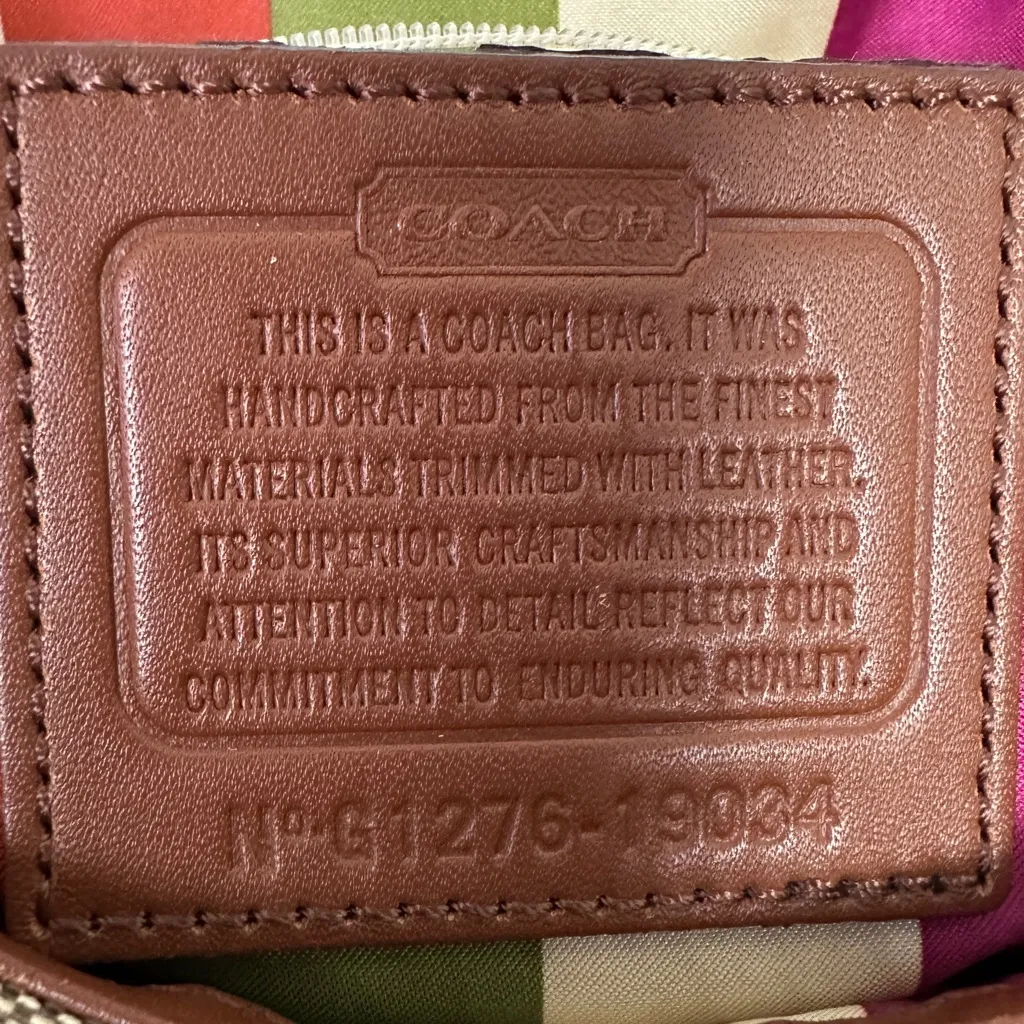 COACH
THIS IS A COACH BAG. IT WAS
HANDCRAFTED FROM THE FINEST
MATERIALS TRIMMED WITH LEATHER.
ITS SUPERIOR CRAFTSMANSHIP AND
ATTENTION TO DETAIL REFLECT OUR
COMMITMENT TO ENDURING QUALITY.
Nº·G1276-19034